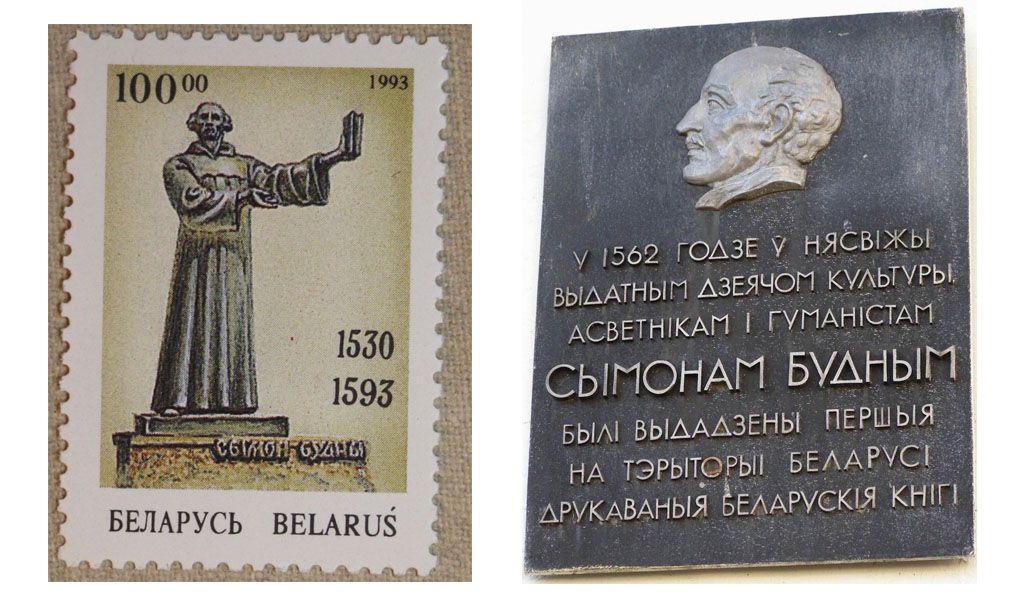 100 00
1993
1530
1593
СЫМОН БУДНЫ
БЕЛАРУСЬ BELARUŚ
У 1562 ГОДЗЕ Ў НЯСВІЖЫ
ВЫДАТНЫМ ДЗЕЯЧОМ КУЛЬТУРЫ,
АСВЕТНІКАМ І ГУМАНІСТАМ
СЫМОНАМ БУДНЫМ
БЫЛІ ВЫДАДЗЕНЫ ПЕРШЫЯ
НА ТЭРЫТОРЫІ БЕЛАРУСІ
ДРУКАВАНЫЯ БЕЛАРУСКІЯ КНІГІ